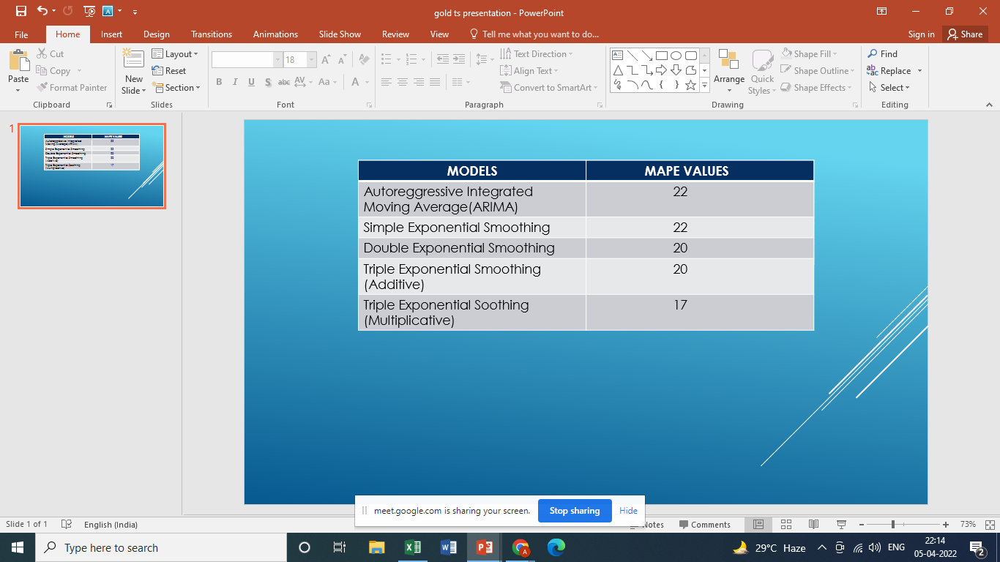 gold ts presentation - PowerPoint
File Home Insert Design Transitions Animations Slide Show Review View Tell me what you want to do... Sign in Share
Paste
Cut
Copy
Format Painter
Clipboard
New
Slide
Layout
Reset
Section
Slides
18
B I U S abc AV Aa A
Font
Text Direction
Align Text
Convert to SmartArt
Paragraph
Arrange
Quick
Styles
Shape Fill
Shape Outline
Shape Effects
Drawing
Find
Replace
Select
Editing
1
MODELS MAPE VALUES
Autoreggressive Integrated 22
Moving Average(ARIMA)
Simple Exponential Smoothing 22
Double Exponential Smoothing 20
Triple Exponential Smoothing 20
(Additive)
Triple Exponential Soothing 17
(Multiplicative)
meet.google.com is sharing your screen. Stop sharing Hide
Slide 1 of 1 English (India) Notes Comments 73%
Type here to search
29°C Haze ENG
22:14
05-04-2022
2